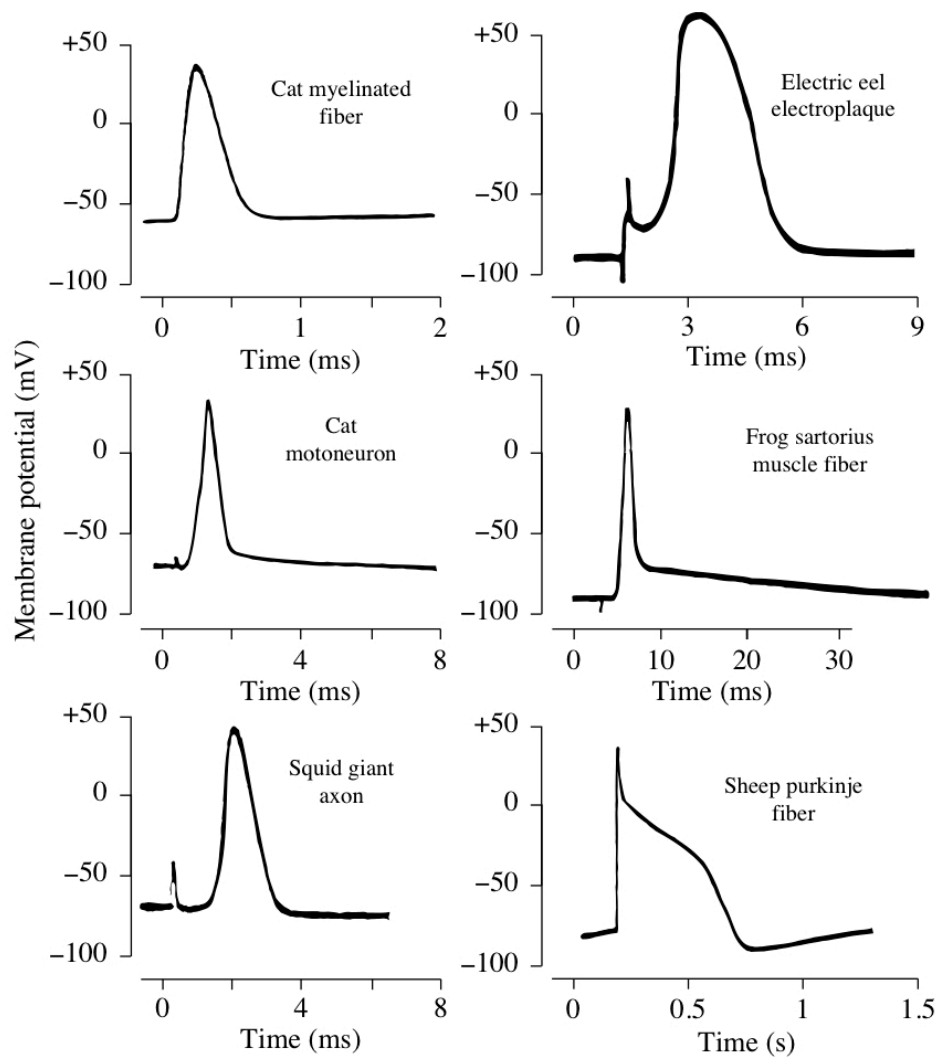 Membrane potential (mV)
+50
0
−50
−100
Cat myelinated
fiber
0
1
2
Time (ms)
+50
0
−50
−100
Electric eel
electroplaque
0
3
6
9
Time (ms)
+50
0
−50
−100
Cat
motoneuron
0
4
8
Time (ms)
+50
0
−50
−100
Frog sartorius
muscle fiber
0
10
20
30
Time (ms)
+50
0
−50
−100
Squid giant
axon
0
4
8
Time (ms)
+50
0
−50
−100
Sheep purkinje
fiber
0
0.5
1
1.5
Time (s)